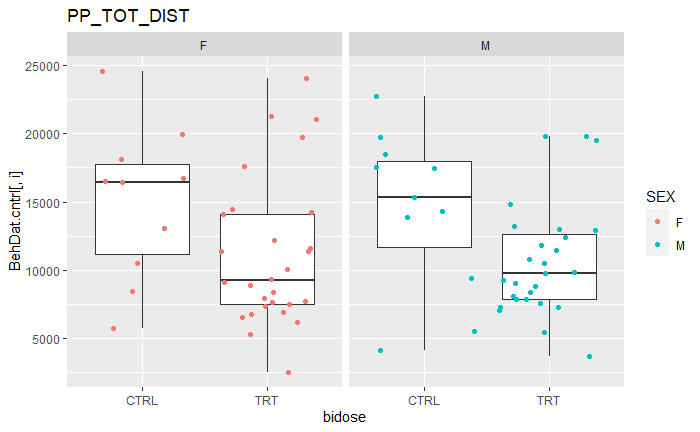 PP_TOT_DIST
F
M
25000
20000
15000
10000
5000
BehDat.cntrl[, i]
CTRL
TRT
CTRL
TRT
bidose
SEX
F
M